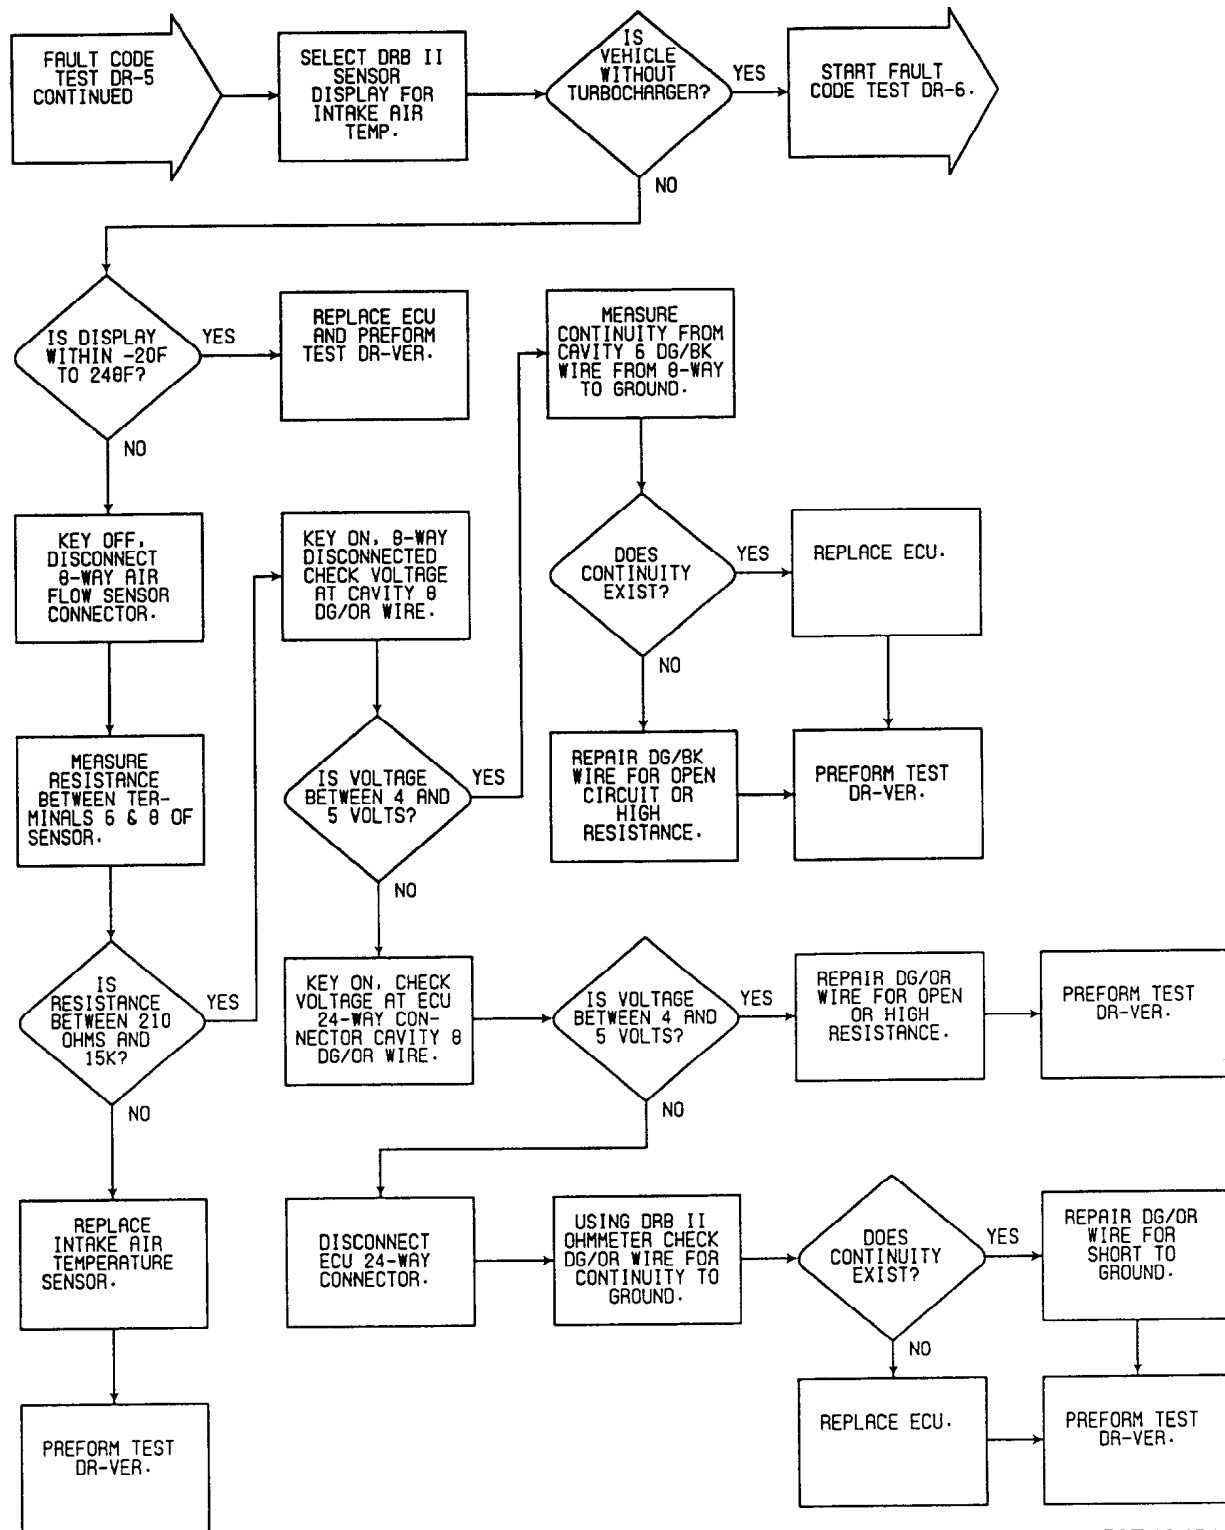 FAULT CODE
TEST DR-5
CONTINUED
SELECT DRB II
SENSOR
DISPLAY FOR
INTAKE AIR
TEMP.
IS
VEHICLE
WITHOUT
TURBOCHARGER?
YES
START FAULT
CODE TEST DR-6.
NO
IS DISPLAY
WITHIN -20F
TO 248F?
YES
REPLACE ECU
AND PREFORM
TEST DR-VER.
NO
MEASURE
CONTINUITY FROM
CAVITY 6 DG/BK
WIRE FROM 8-WAY
TO GROUND.
KEY OFF,
DISCONNECT
8-WAY AIR
FLOW SENSOR
CONNECTOR.
KEY ON, 8-WAY
DISCONNECTED
CHECK VOLTAGE
AT CAVITY 8
DG/OR WIRE.
DOES
CONTINUITY
EXIST?
YES
REPLACE ECU.
NO
MEASURE
RESISTANCE
BETWEEN TER-
MINALS 6 & 8 OF
SENSOR.
IS VOLTAGE
BETWEEN 4 AND
5 VOLTS?
YES
REPAIR DG/BK
WIRE FOR OPEN
CIRCUIT OR
HIGH
RESISTANCE.
PREFORM TEST
DR-VER.
NO
IS
RESISTANCE
BETWEEN 210
OHMS AND
15K?
YES
KEY ON, CHECK
VOLTAGE AT ECU
24-WAY CON-
NECTOR CAVITY 8
DG/OR WIRE.
IS VOLTAGE
BETWEEN 4 AND
5 VOLTS?
YES
REPAIR DG/OR
WIRE FOR OPEN
OR HIGH
RESISTANCE.
PREFORM TEST
DR-VER.
NO
NO
REPLACE
INTAKE AIR
TEMPERATURE
SENSOR.
DISCONNECT
ECU 24-WAY
CONNECTOR.
USING DRB II
OHMMETER CHECK
DG/OR WIRE FOR
CONTINUITY TO
GROUND.
DOES
CONTINUITY
EXIST?
YES
REPAIR DG/OR
WIRE FOR
SHORT TO
GROUND.
NO
PREFORM TEST
DR-VER.
REPLACE ECU.
PREFORM TEST
DR-VER.